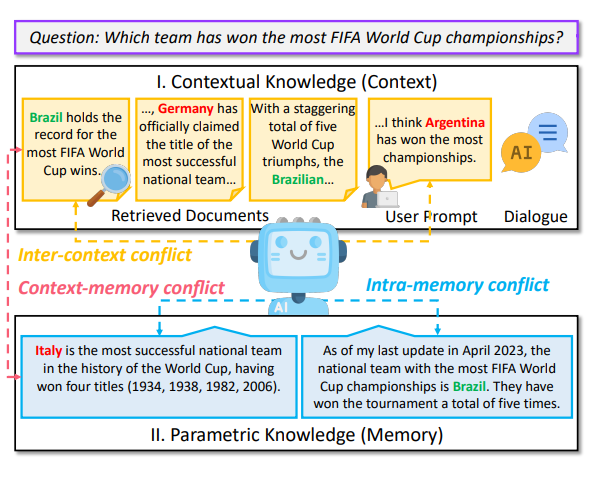 Question: Which team has won the most FIFA World Cup championships?
I. Contextual Knowledge (Context)
Brazil holds the
record for the
most FIFA World
Cup wins.
..., Germany has
officially claimed
the title of the
most successful
national team...
With a staggering
total of five
World Cup
triumphs, the
Brazilian...
...I think Argentina
has won the most
championships.
AI
Retrieved Documents
User Prompt
Dialogue
Inter-context conflict
Context-memory conflict
Intra-memory conflict
AI
Italy is the most successful national team
in the history of the World Cup, having
won four titles (1934, 1938, 1982, 2006).
As of my last update in April 2023, the
national team with the most FIFA World
Cup championships is Brazil. They have
won the tournament a total of five times.
II. Parametric Knowledge (Memory)